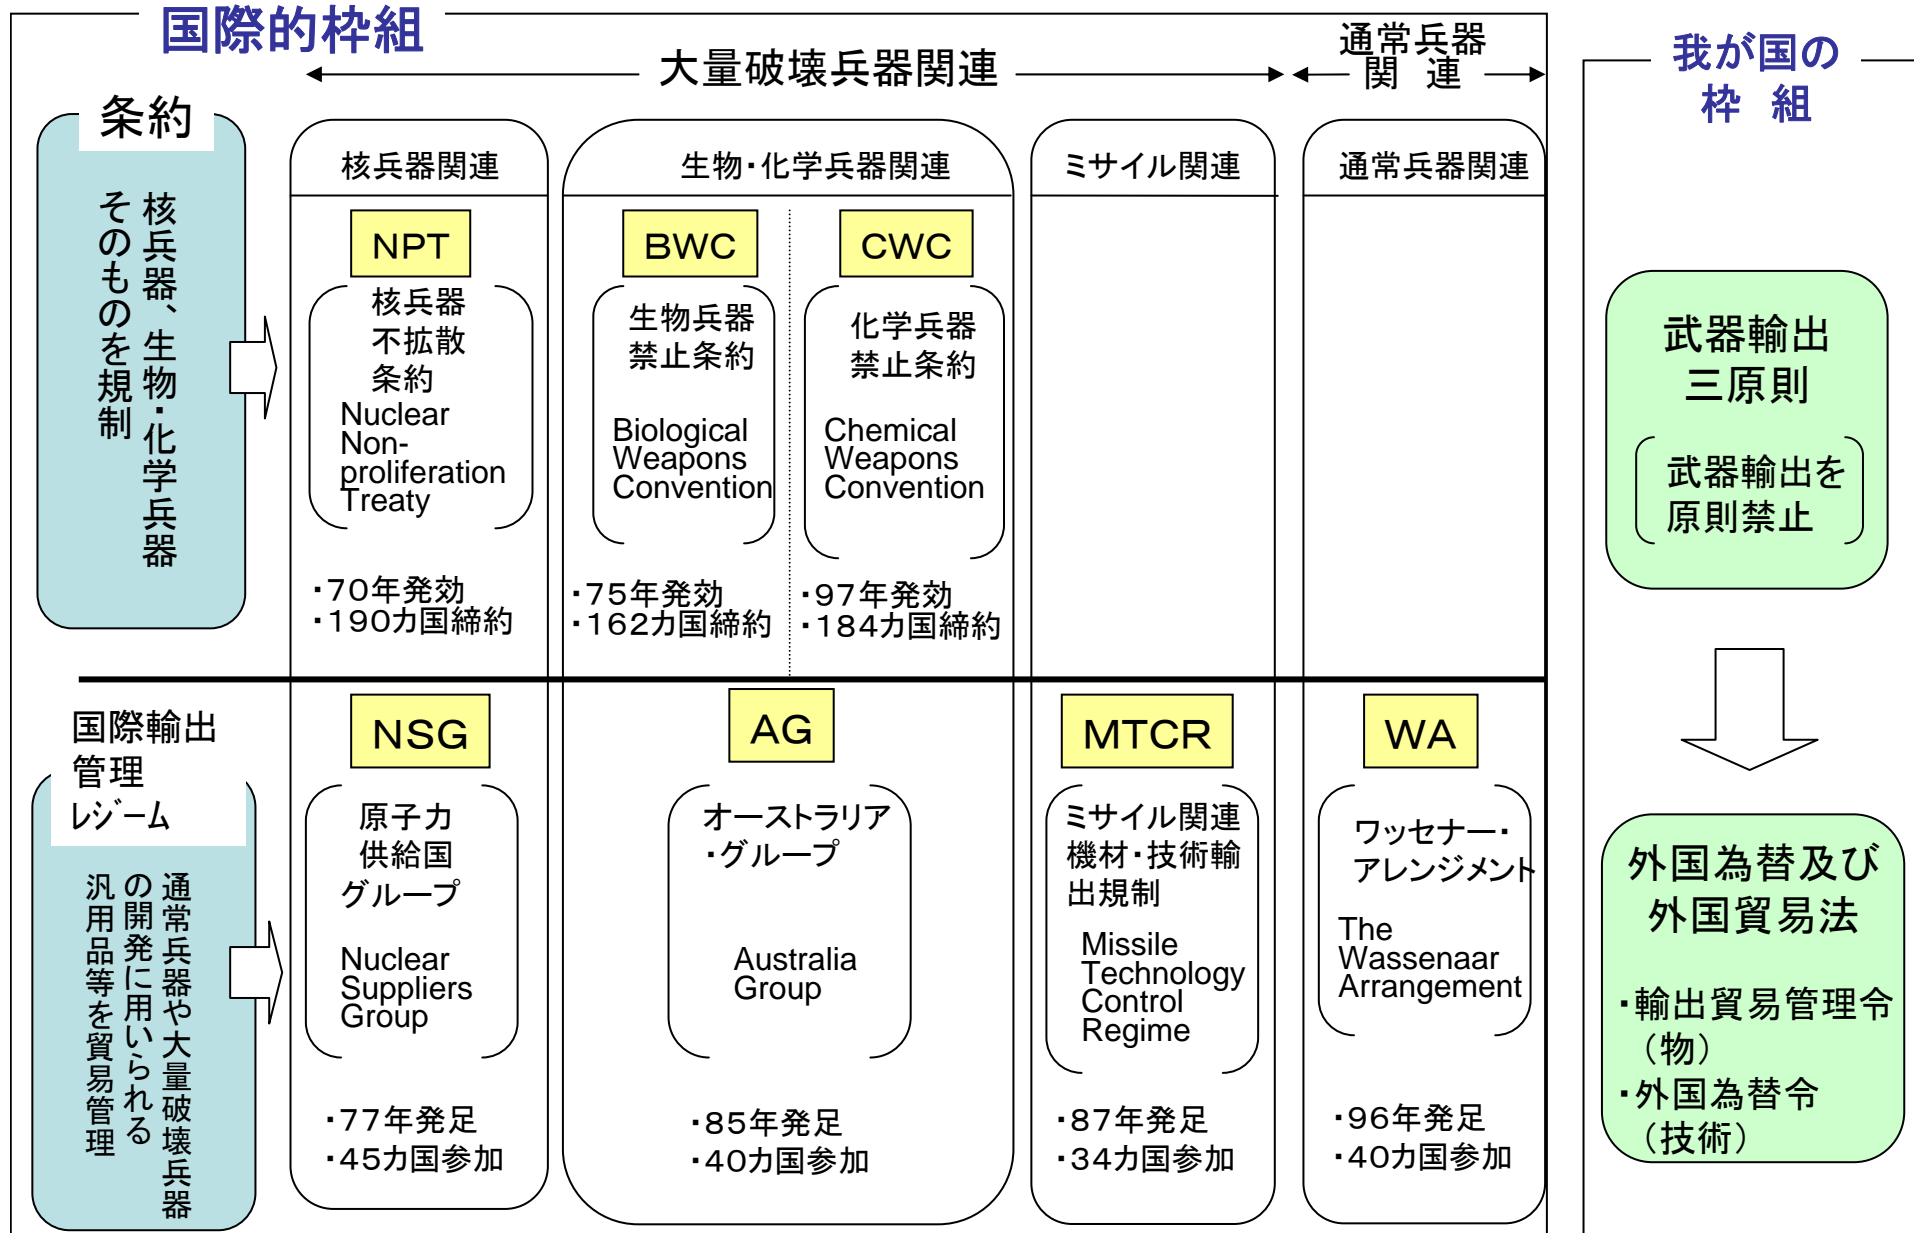 国際的枠組
大量破壊兵器関連
通常兵器
関 連
条約
核兵器、生物・化学兵器
そのものを規制
核兵器関連
生物・化学兵器関連
ミサイル関連
通常兵器関連
NPT
核兵器
不拡散
条約
Nuclear
Non-
proliferation
Treaty
・70年発効
・190カ国締約
BWC
生物兵器
禁止条約
Biological
Weapons
Convention
・75年発効
・162カ国締約
CWC
化学兵器
禁止条約
Chemical
Weapons
Convention
・97年発効
・184カ国締約
国際輸出
管理
レジーム
通常兵器や大量破壊兵器
の開発に用いられる
汎用品等を貿易管理
NSG
原子力
供給国
グループ
Nuclear
Suppliers
Group
・77年発足
・45カ国参加
AG
オーストラリア
・グループ
Australia
Group
・85年発足
・40カ国参加
MTCR
ミサイル関連
機材・技術輸
出規制
Missile
Technology
Control
Regime
・87年発足
・34カ国参加
WA
ワッセナー・
アレンジメント
The
Wassenaar
Arrangement
・96年発足
・40カ国参加
我が国の
枠 組
武器輸出
三原則
武器輸出を
原則禁止
外国為替及び
外国貿易法
・輸出貿易管理令
（物）
・外国為替令
（技術）